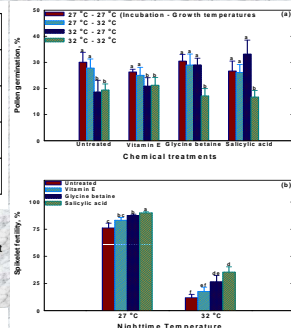 27 °C - 27 °C (Incubation - Growth temperatures (a)
27 °C - 32 °C
32 °C - 27 °C
32 °C - 32 °C
Pollen germination, %
50
40
30
20
10
0
a a b b
a a b b
a a a b
a a a b
Untreated Vitamin E Glycine betaine Salicylic acid
Chemical treatments
Untreated (b)
Vitamin E
Glycine betaine
Salicylic acid
Spikelet fertility, %
100
75
50
25
0
c bc b a
27 °C 32 °C
Nighttime Temperature